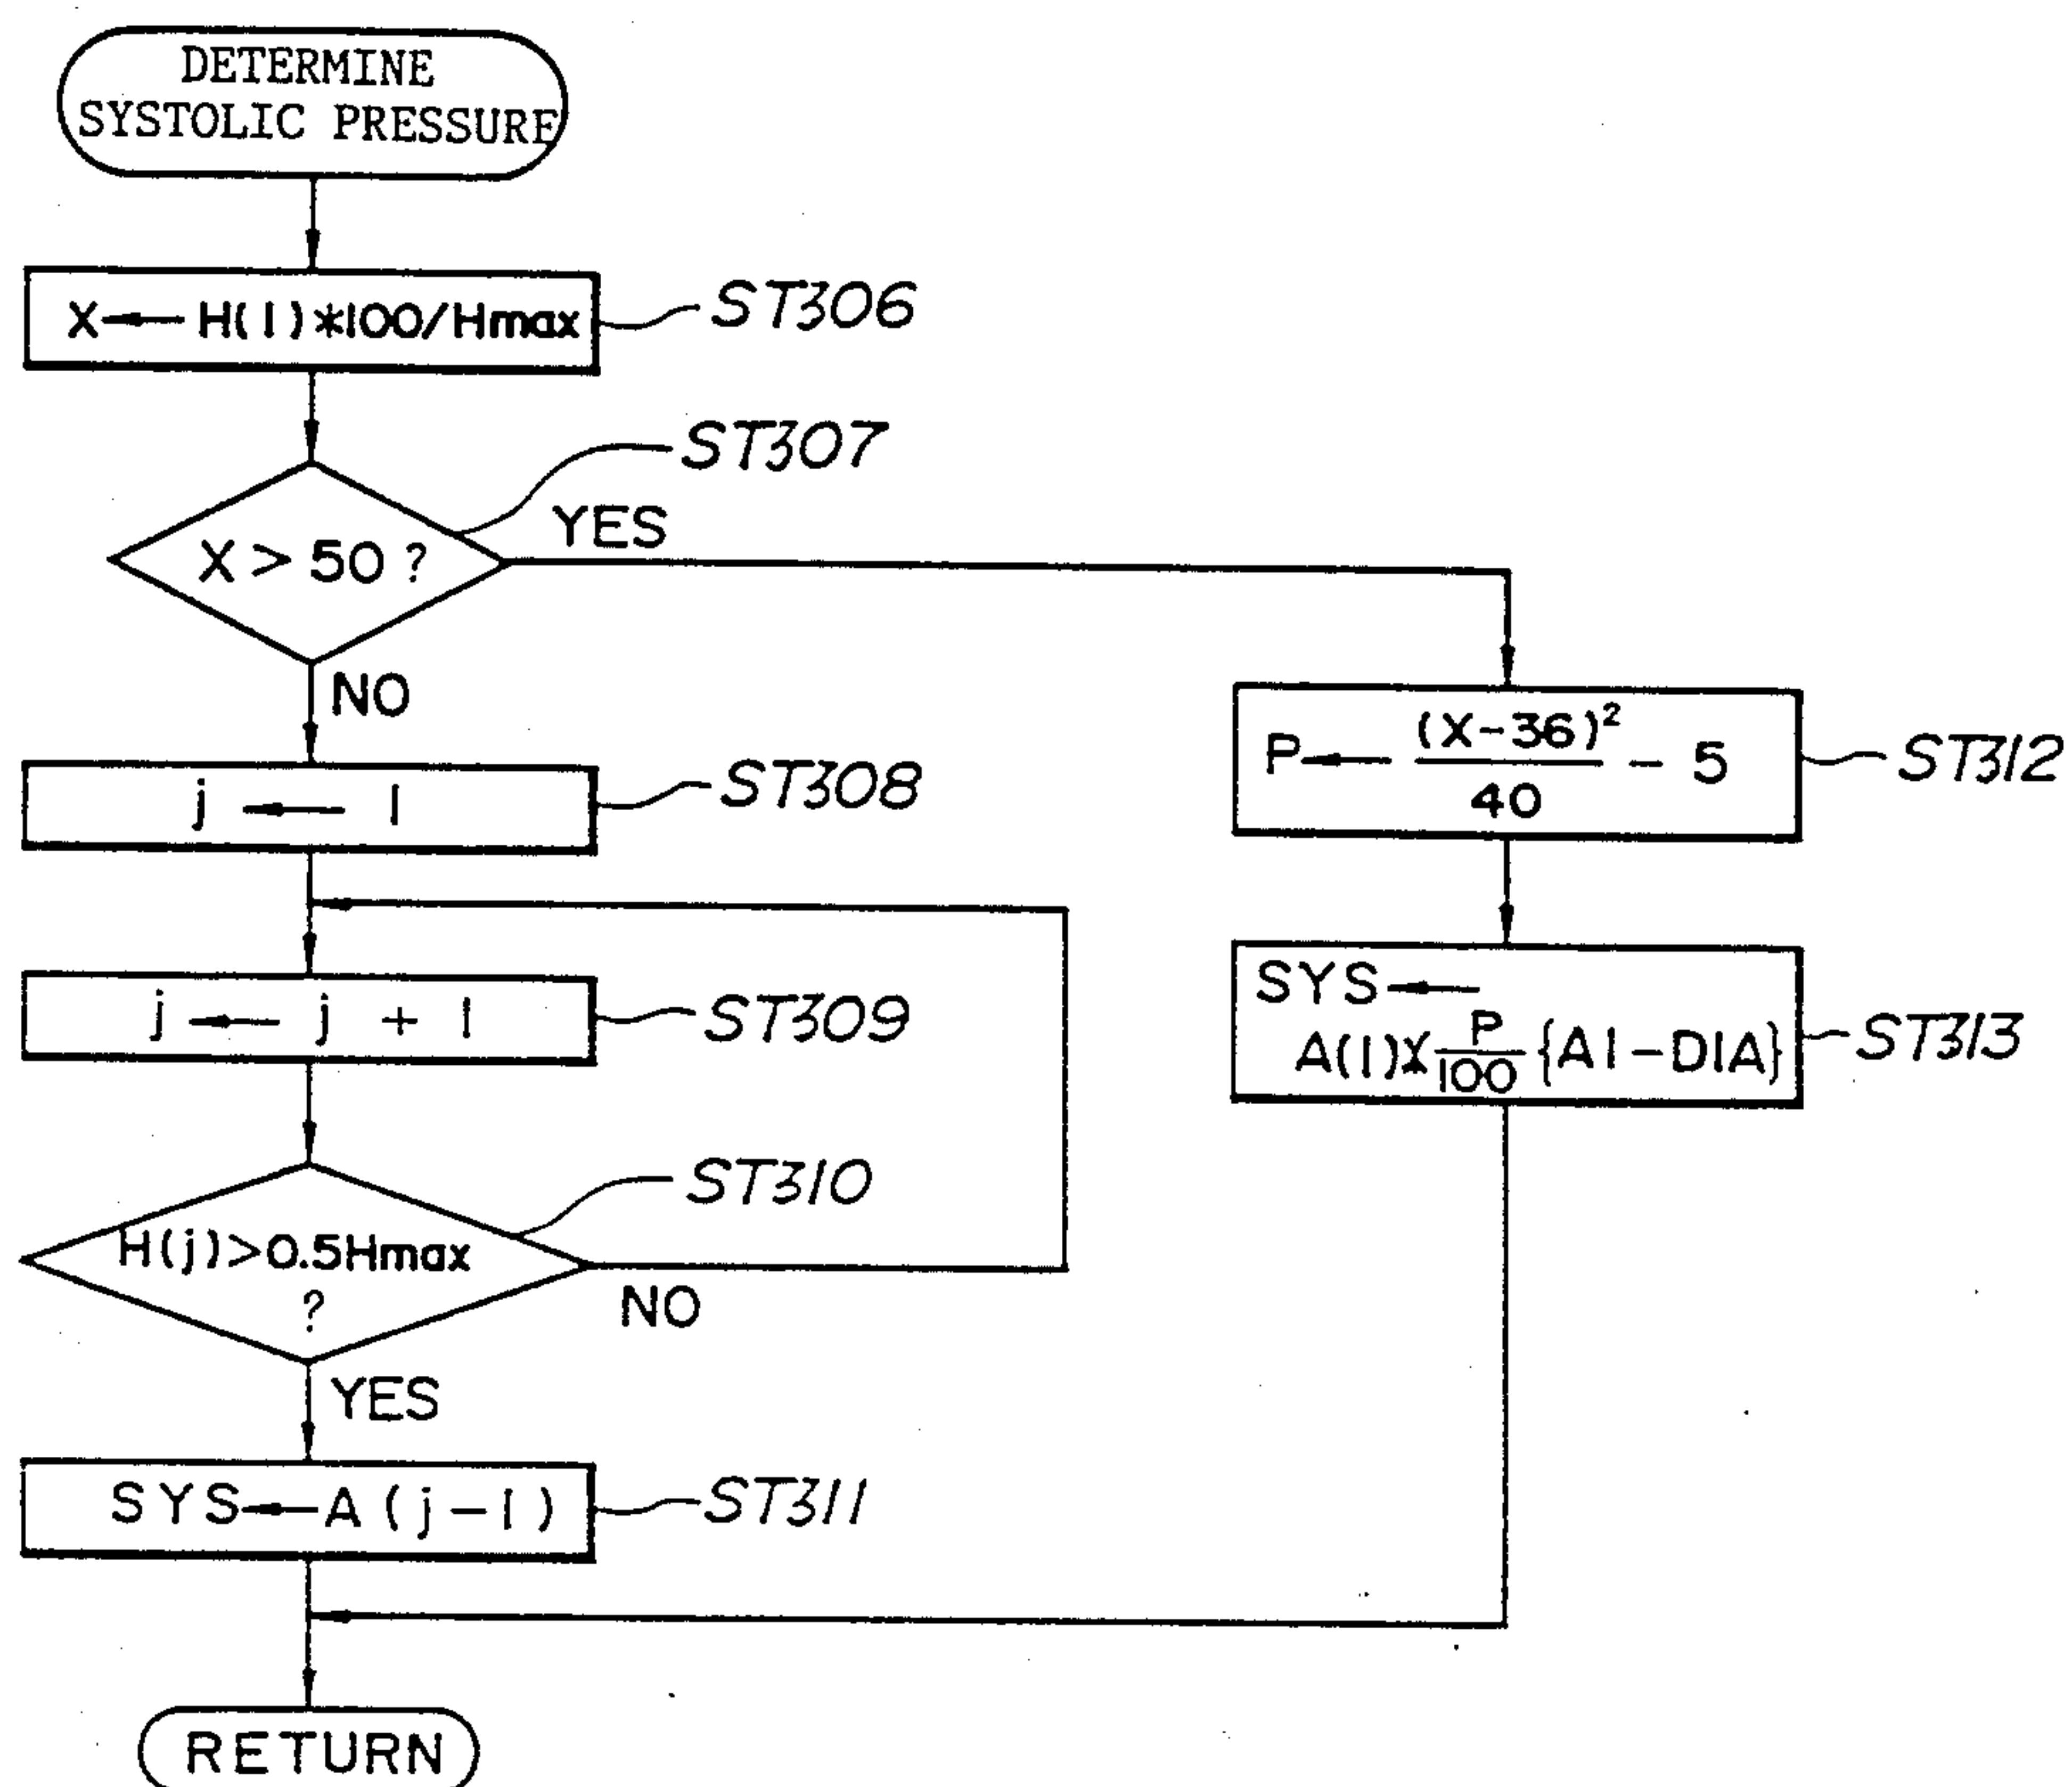 DETERMINE
SYSTOLIC PRESSURE
X ← H(1)*100/Hmax
ST306
ST307
X > 50 ?
YES
NO
j ← 1
ST308
P ← (X-36)² / 40 - 5
ST312
j ← j + 1
ST309
SYS ←
A(1) X P/100 {A1-DIA}
ST313
ST310
H(j)>0.5Hmax
?
NO
YES
SYS ← A (j-1)
ST311
RETURN